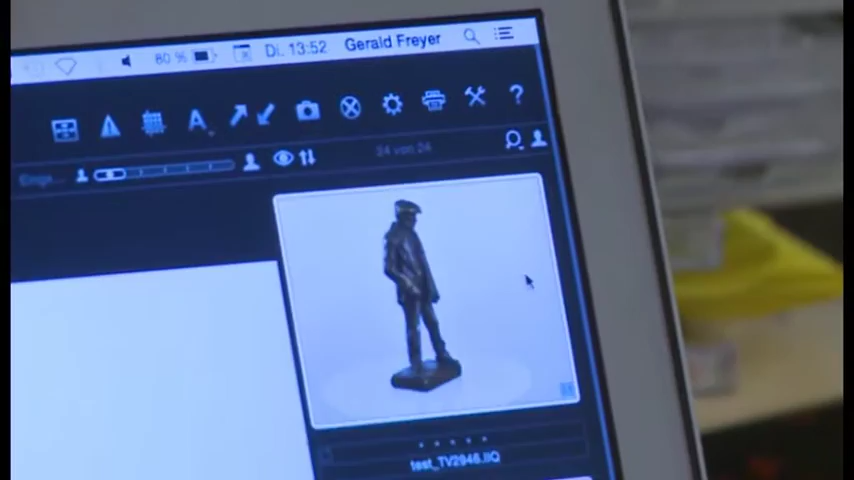 80 % Di. 13:52 Gerald Freyer
A ?
24 von 24
test_TV2946.IIQ